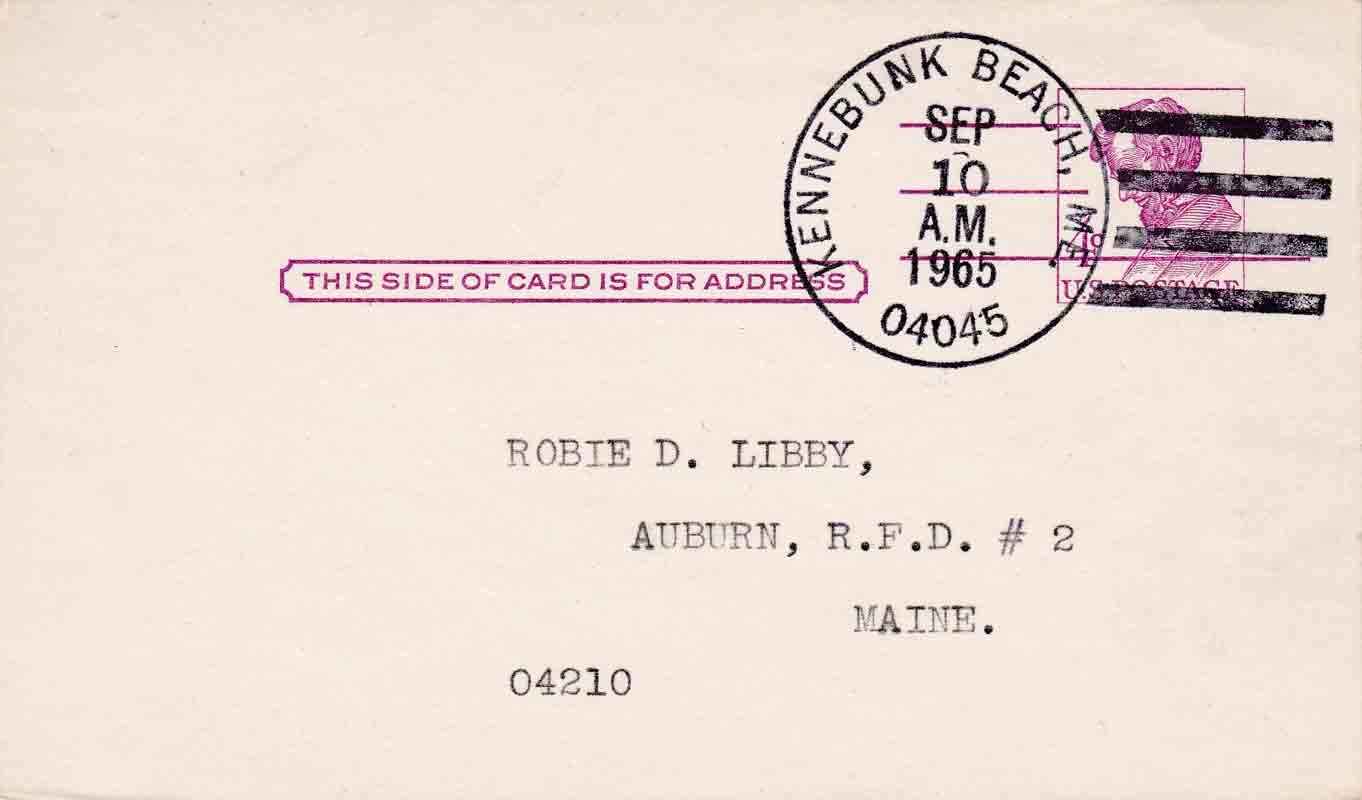 KENNEBUNK BEACH, ME.
SEP
10
A.M.
1965
04045
4¢
U.S. POSTAGE
THIS SIDE OF CARD IS FOR ADDRESS
ROBIE D. LIBBY,
AUBURN, R.F.D. # 2
MAINE.
04210